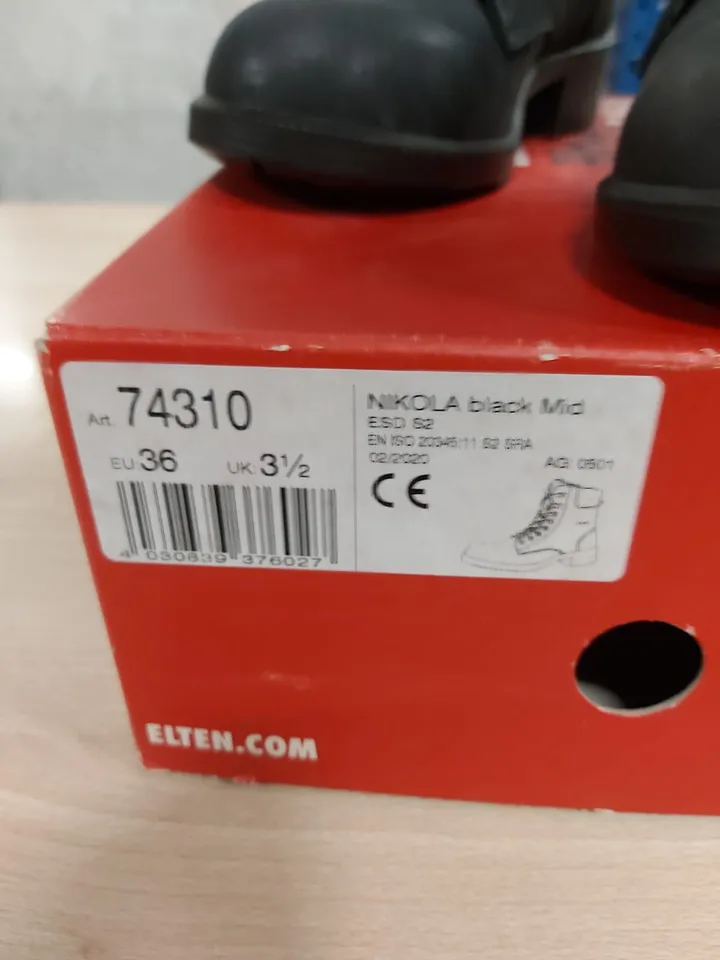 Art. 74310
EU: 36 UK: 3½
4 030839 376027
NIKOLA black Mid
ESD S2
EN ISO 20345:11 S2 SRA
02/2020 AG: 0501
CE
ELTEN.COM